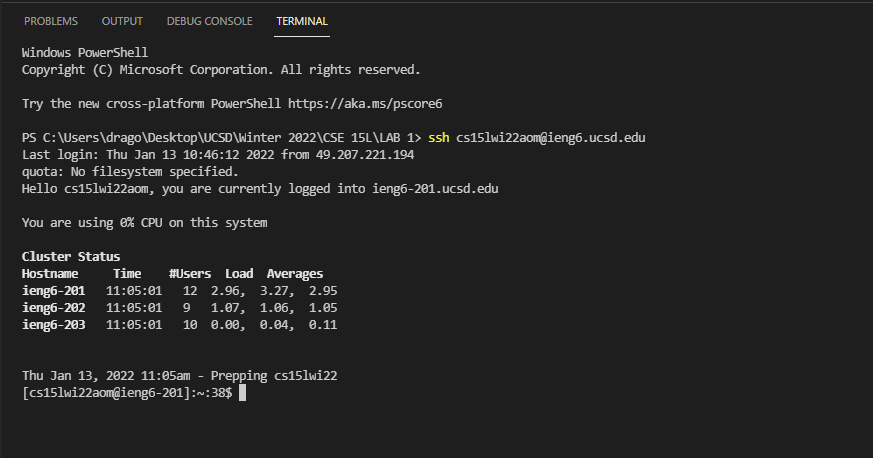 PROBLEMS OUTPUT DEBUG CONSOLE TERMINAL
Windows PowerShell
Copyright (C) Microsoft Corporation. All rights reserved.
Try the new cross-platform PowerShell https://aka.ms/pscore6
PS C:\Users\drago\Desktop\UCSD\Winter 2022\CSE 15L\LAB 1> ssh cs15lwi22aom@ieng6.ucsd.edu
Last login: Thu Jan 13 10:46:12 2022 from 49.207.221.194
quota: No filesystem specified.
Hello cs15lwi22aom, you are currently logged into ieng6-201.ucsd.edu
You are using 0% CPU on this system
Cluster Status
Hostname Time #Users Load Averages
ieng6-201 11:05:01 12 2.96, 3.27, 2.95
ieng6-202 11:05:01 9 1.07, 1.06, 1.05
ieng6-203 11:05:01 10 0.00, 0.04, 0.11
Thu Jan 13, 2022 11:05am - Prepping cs15lwi22
[cs15lwi22aom@ieng6-201]:~:38$